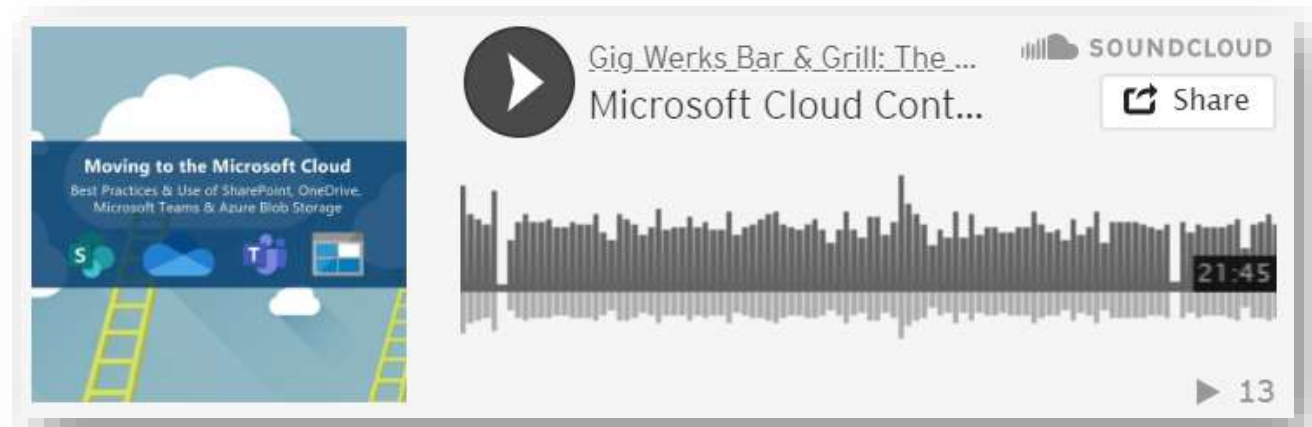 Moving to the Microsoft Cloud
Best Practices & Use of SharePoint, OneDrive,
Microsoft Teams & Azure Blob Storage
S
T
Gig Werks Bar & Grill: The ...
Microsoft Cloud Cont...
SOUNDCLOUD
Share
21:45
13